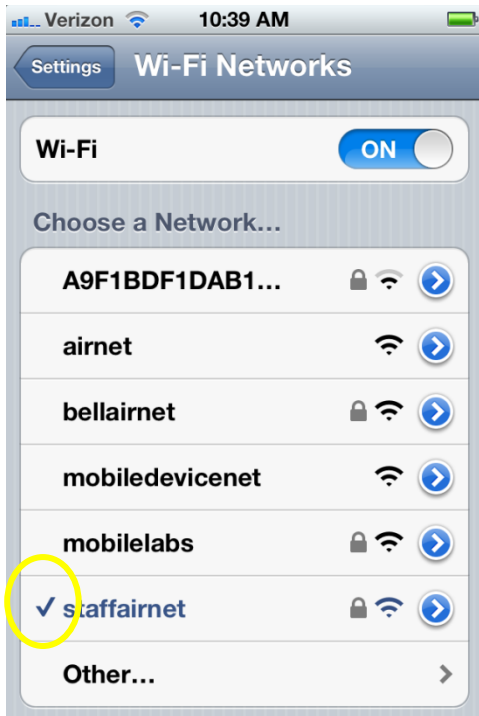 Verizon 10:39 AM
Settings Wi-Fi Networks
Wi-Fi ON
Choose a Network...
A9F1BDF1DAB1...
airnet
bellairnet
mobiledevicenet
mobilelabs
staffairnet
Other...